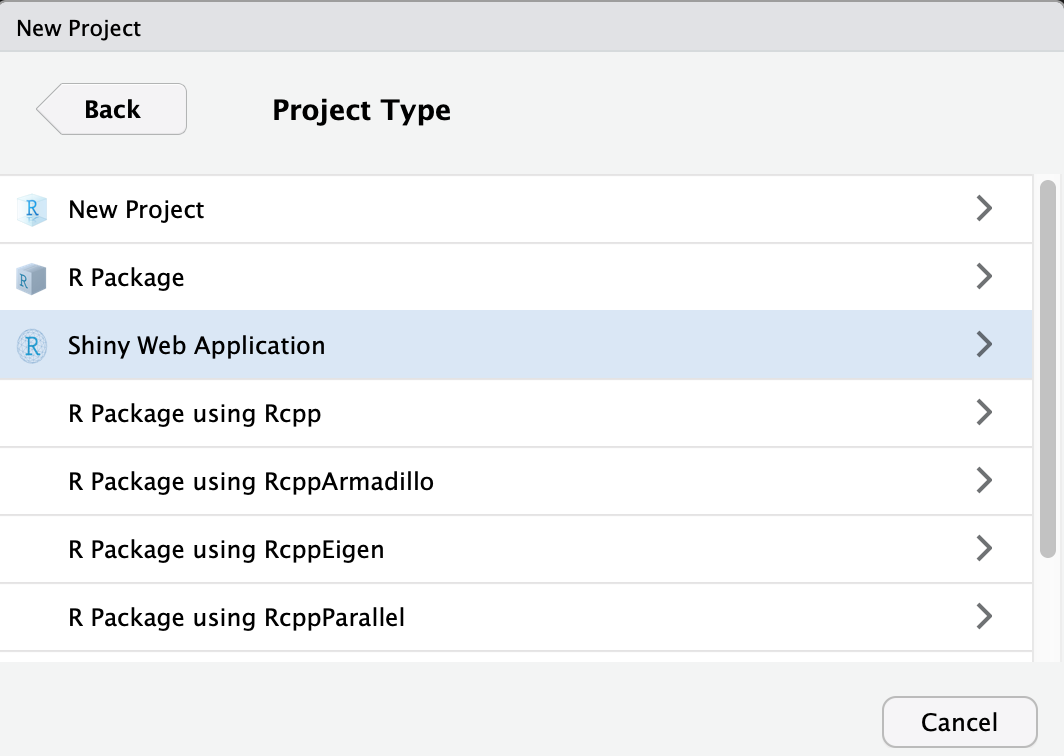 New Project
Back
Project Type
R
New Project
R
R Package
R
Shiny Web Application
R Package using Rcpp
R Package using RcppArmadillo
R Package using RcppEigen
R Package using RcppParallel
Cancel